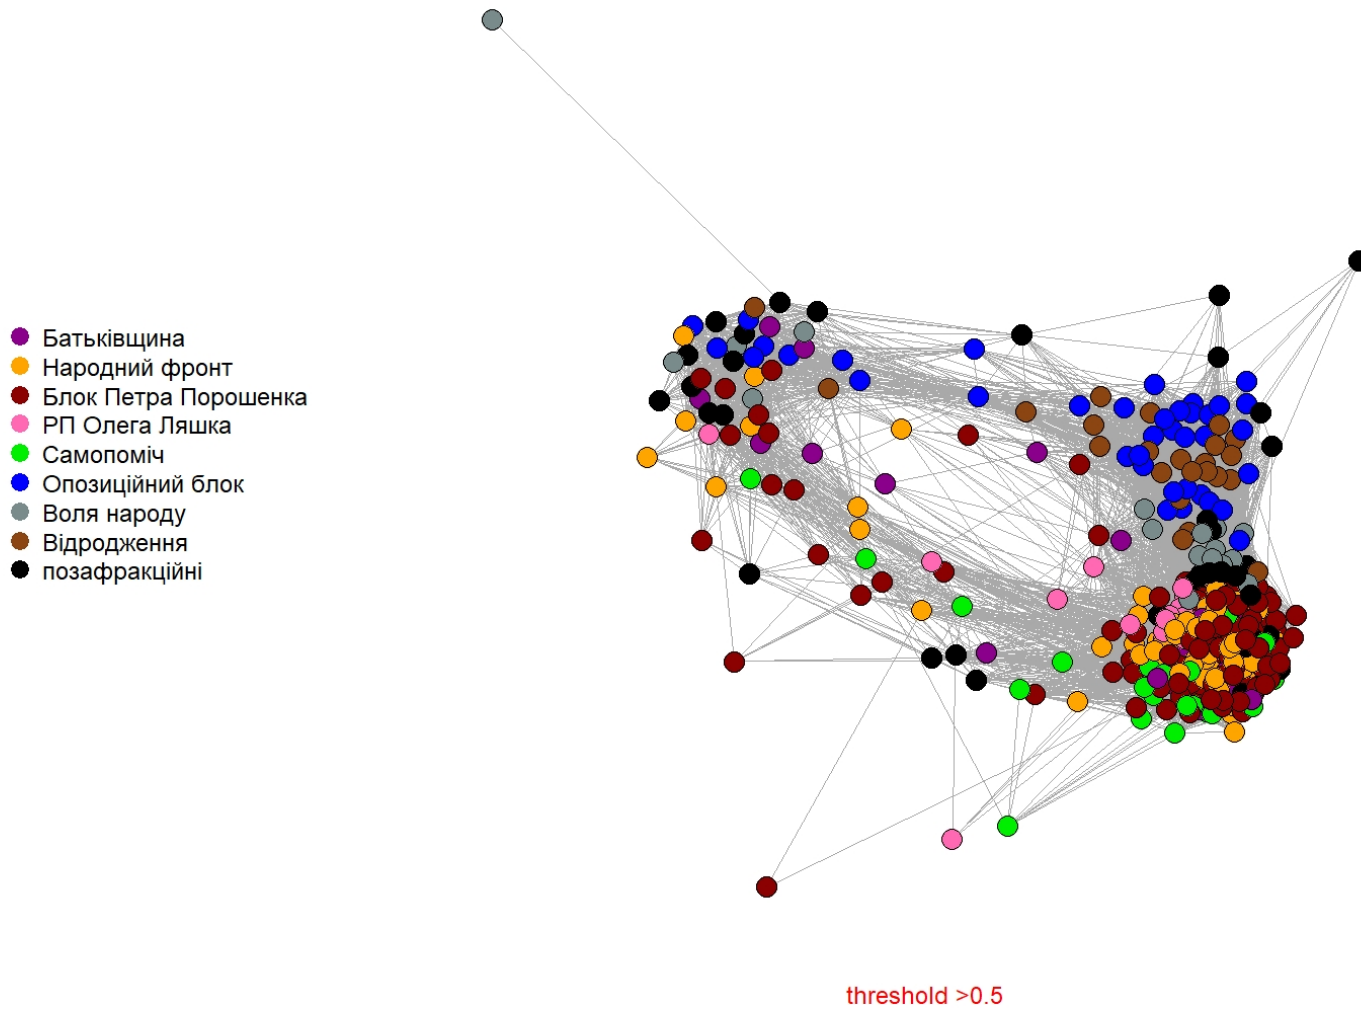 Батьківщина
Народний фронт
Блок Петра Порошенка
РП Олега Ляшка
Самопоміч
Опозиційний блок
Воля народу
Відродження
позафракційні
threshold >0.5